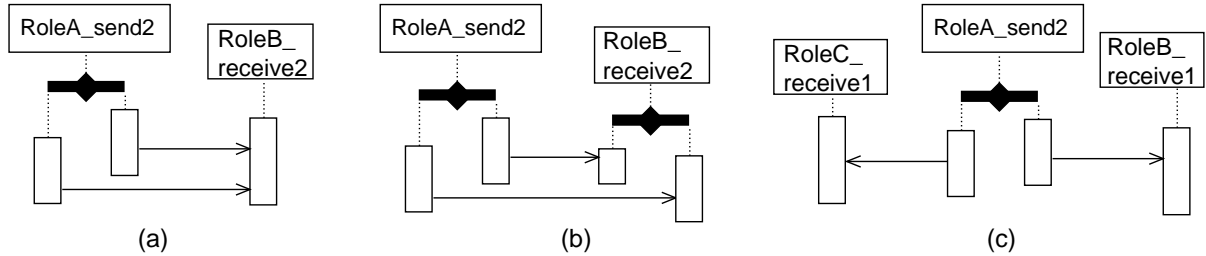 RoleA_send2
RoleB_
receive2
(a)
RoleA_send2
RoleB_
receive2
(b)
RoleC_
receive1
RoleA_send2
RoleB_
receive1
(c)